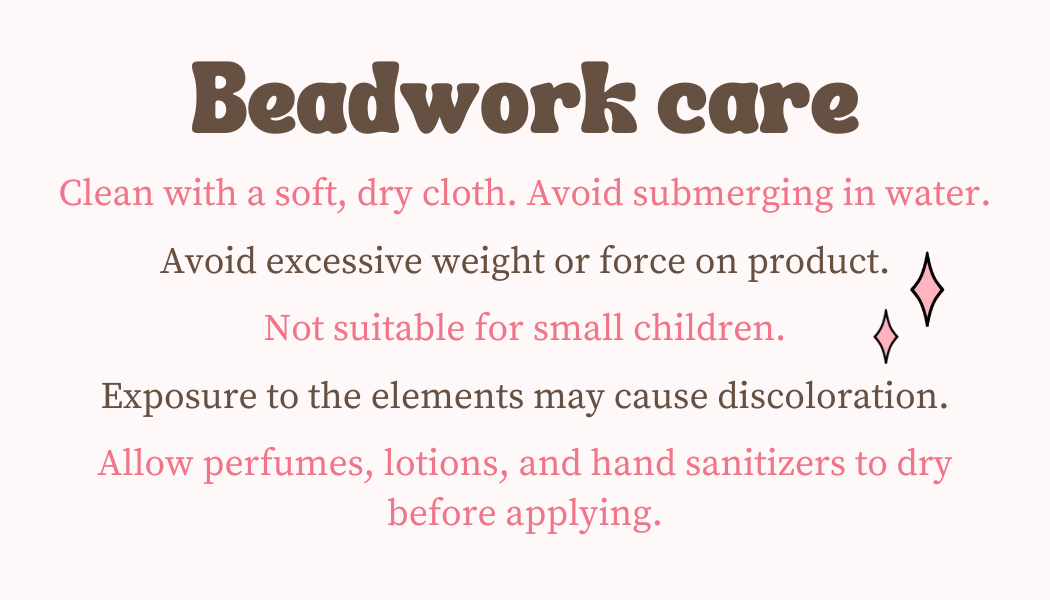 Beadwork care
Clean with a soft, dry cloth. Avoid submerging in water.
Avoid excessive weight or force on product.
Not suitable for small children.
Exposure to the elements may cause discoloration.
Allow perfumes, lotions, and hand sanitizers to dry
before applying.